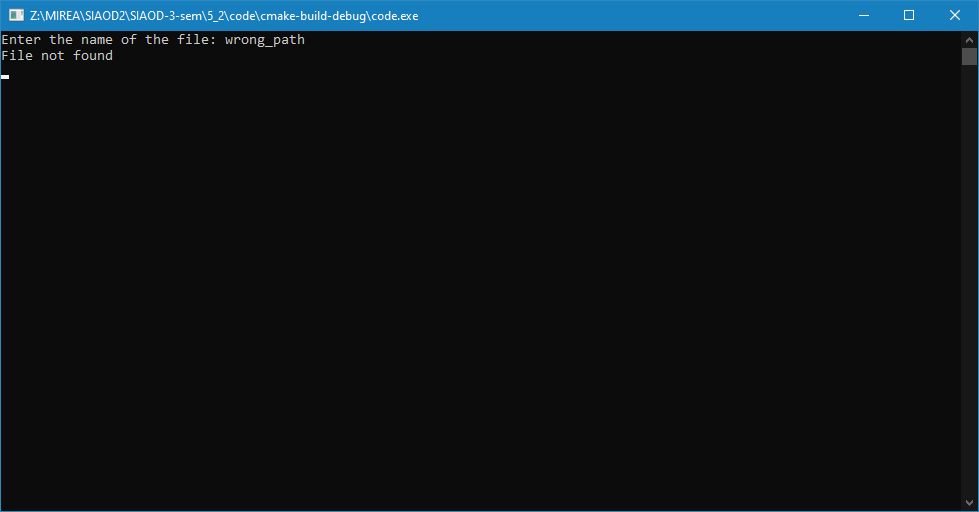 Z:\MIREA\SIAOD2\SIAOD-3-sem\5_2\code\cmake-build-debug\code.exe
Enter the name of the file: wrong_path
File not found